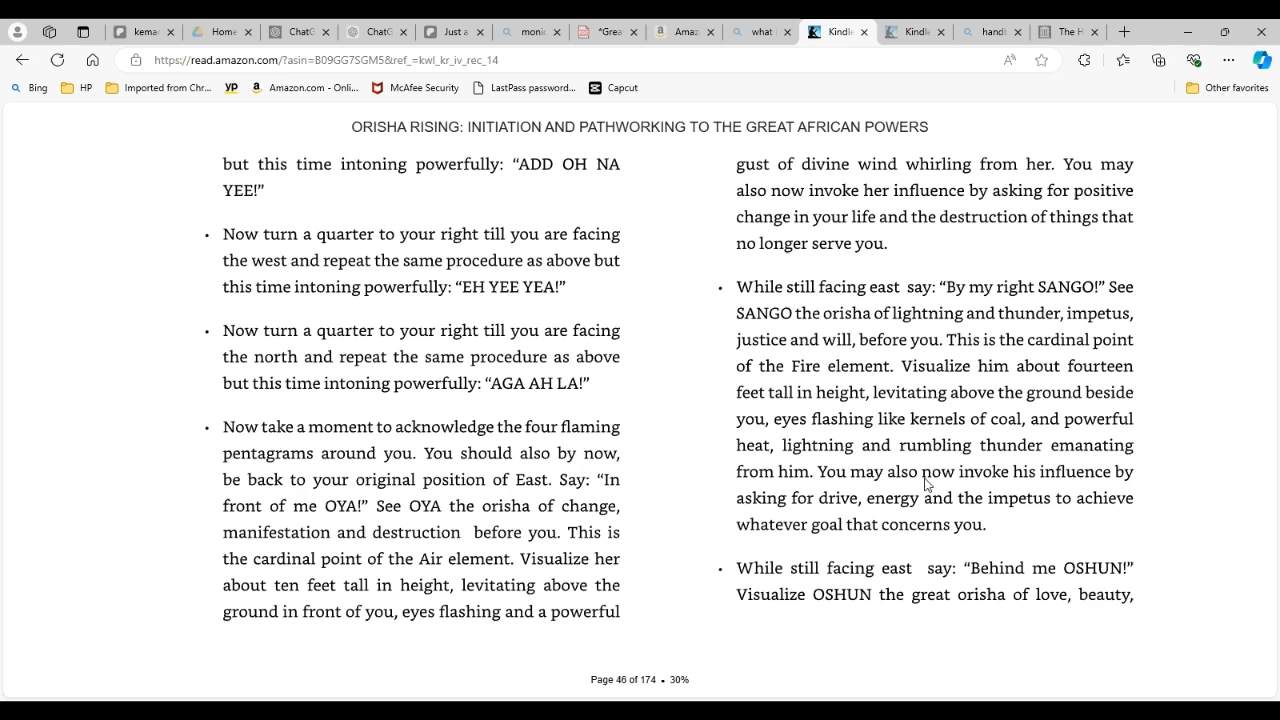 kema
Home
ChatG
ChatG
Just a
monic
*Grea
Amaz
what
Kindle
Kindle
handl
The H
https://read.amazon.com/?asin=B09GG7SGM5&ref_=kwl_kr_iv_rec_14
Bing
HP
Imported from Chr...
yp
Amazon.com - Onli...
McAfee Security
LastPass password...
Capcut
Other favorites
ORISHA RISING: INITIATION AND PATHWORKING TO THE GREAT AFRICAN POWERS
but this time intoning powerfully: “ADD OH NA
YEE!”
• Now turn a quarter to your right till you are facing
the west and repeat the same procedure as above but
this time intoning powerfully: “EH YEE YEA!”
• Now turn a quarter to your right till you are facing
the north and repeat the same procedure as above
but this time intoning powerfully: “AGA AH LA!”
• Now take a moment to acknowledge the four flaming
pentagrams around you. You should also by now,
be back to your original position of East. Say: “In
front of me OYA!” See OYA the orisha of change,
manifestation and destruction before you. This is
the cardinal point of the Air element. Visualize her
about ten feet tall in height, levitating above the
ground in front of you, eyes flashing and a powerful
gust of divine wind whirling from her. You may
also now invoke her influence by asking for positive
change in your life and the destruction of things that
no longer serve you.
• While still facing east say: “By my right SANGO!” See
SANGO the orisha of lightning and thunder, impetus,
justice and will, before you. This is the cardinal point
of the Fire element. Visualize him about fourteen
feet tall in height, levitating above the ground beside
you, eyes flashing like kernels of coal, and powerful
heat, lightning and rumbling thunder emanating
from him. You may also now invoke his influence by
asking for drive, energy and the impetus to achieve
whatever goal that concerns you.
• While still facing east say: “Behind me OSHUN!”
Visualize OSHUN the great orisha of love, beauty,
Page 46 of 174 • 30%